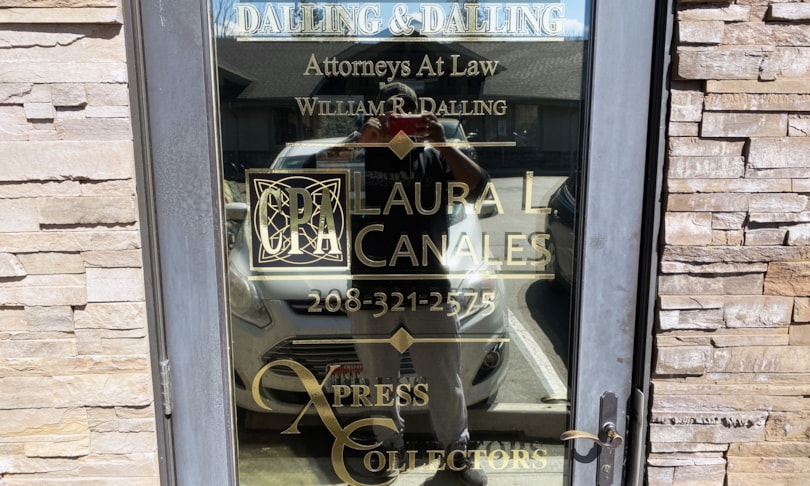 DALLING & DALLING
Attorneys At Law
WILLIAM R. DALLING
CPA
LAURA L
CANALES
208-321-2575
XPRESS
COLLECTORS